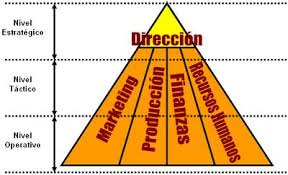 Nivel
Estratégico
Dirección
Nivel
Táctico
Marketing
Producción
Finanzas
Recursos Humanos
Nivel
Operativo